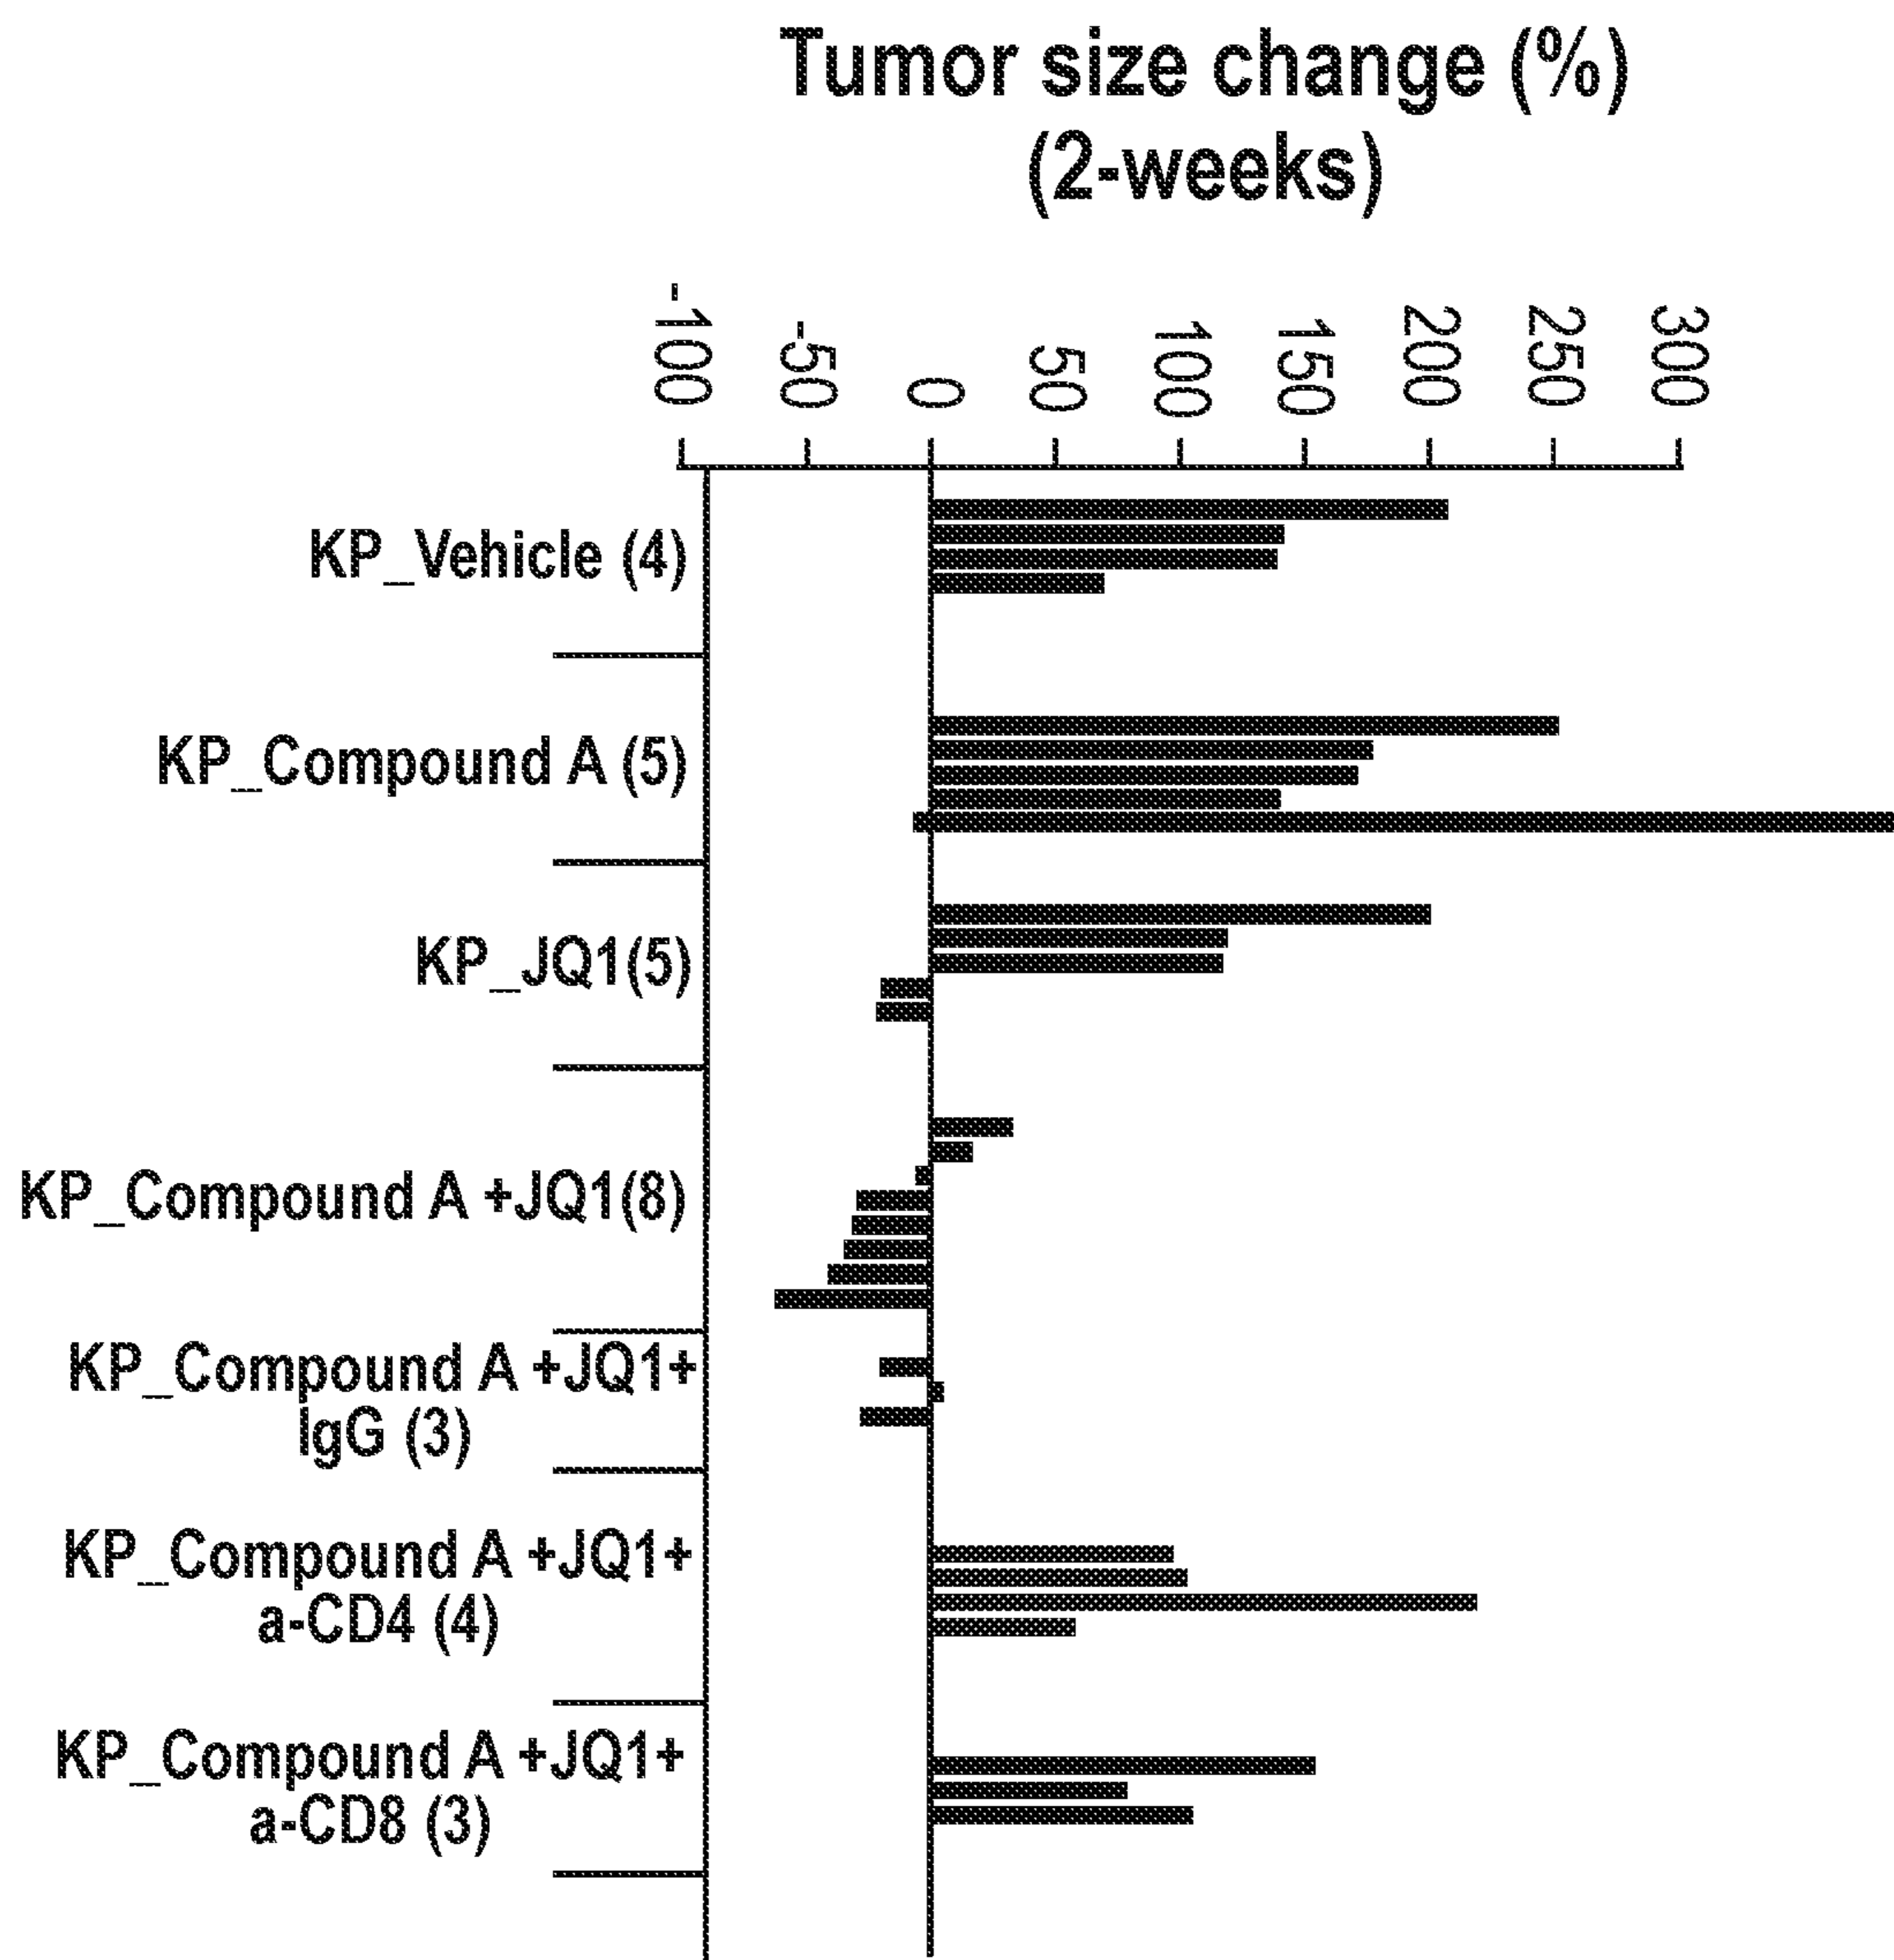 Tumor size change (%)
(2-weeks)
-100
-50
0
50
100
150
200
250
300
KP_Vehicle (4)
KP_Compound A (5)
KP_JQ1(5)
KP_Compound A +JQ1(8)
KP_Compound A +JQ1+
IgG (3)
KP_Compound A +JQ1+
a-CD4 (4)
KP_Compound A +JQ1+
a-CD8 (3)